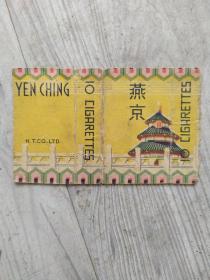 YEN CHING
H.T.CO.,LTD.
10 CIGARETTES
燕京
10 CIGARETTES